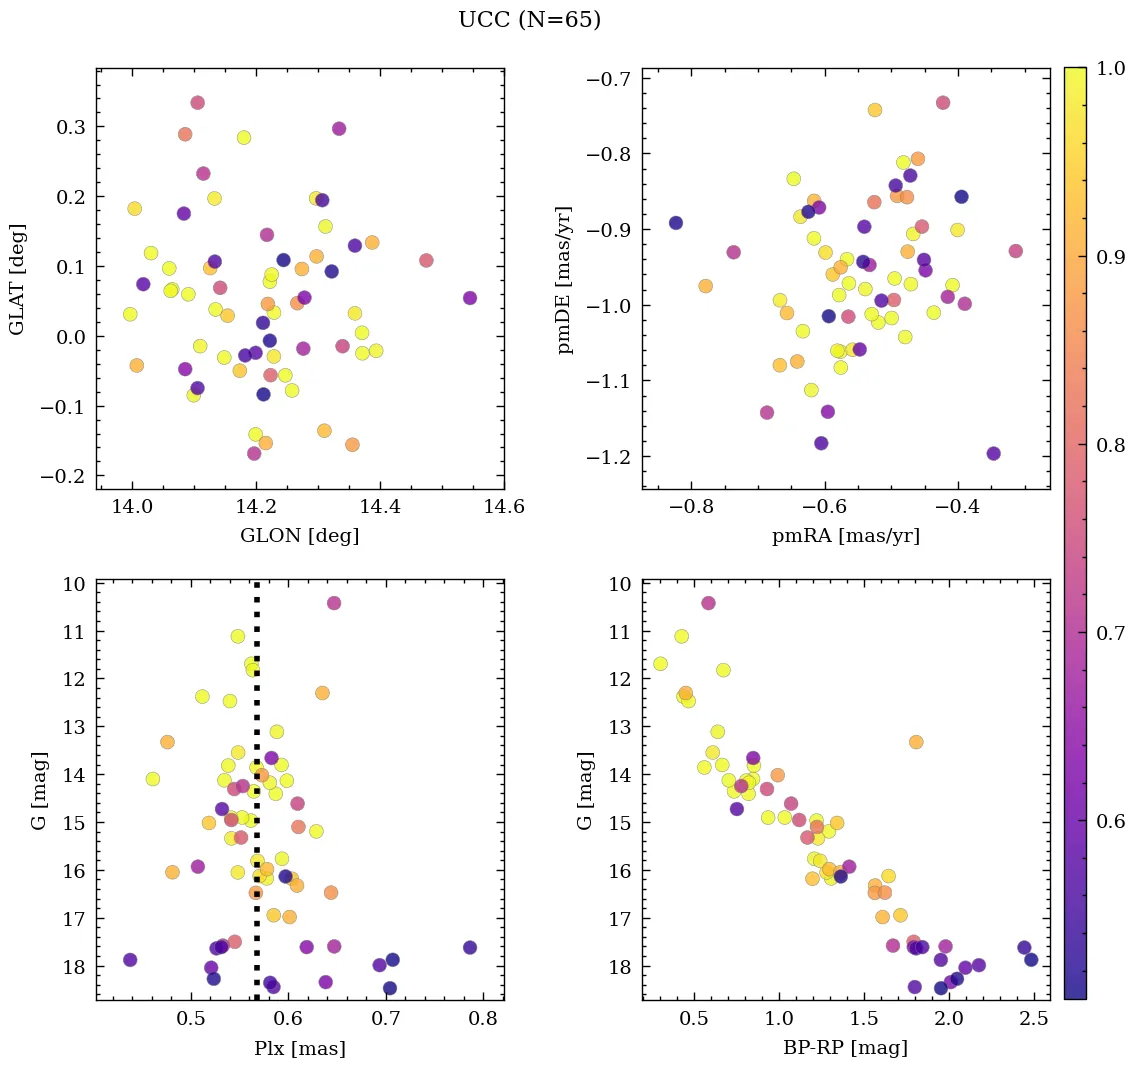 UCC (N=65)
0.3
0.2
0.1
0.0
−0.1
−0.2
GLAT [deg]
14.0 14.2 14.4 14.6
GLON [deg]
−0.7
−0.8
−0.9
−1.0
−1.1
−1.2
pmDE [mas/yr]
−0.8 −0.6 −0.4
pmRA [mas/yr]
1.0
0.9
0.8
0.7
0.6
10
11
12
13
14
15
16
17
18
G [mag]
0.5 0.6 0.7 0.8
Plx [mas]
10
11
12
13
14
15
16
17
18
G [mag]
0.5 1.0 1.5 2.0 2.5
BP-RP [mag]